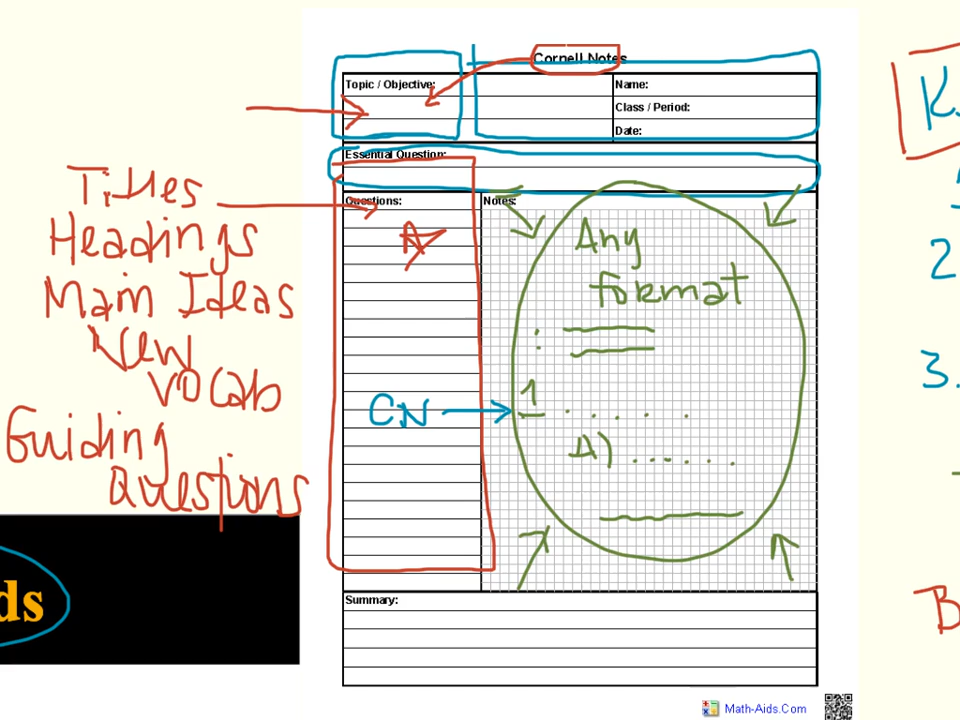 Cornell Notes
Topic / Objective:
Name:
Class / Period:
Date:
Essential Question:
Questions:
Notes:
Titles
Headings
Main Ideas
New
Vocab
Guiding
Questions
Any
format
1
CN
A)
Summary:
Math-Aids.Com
ds
K
2
3.
B